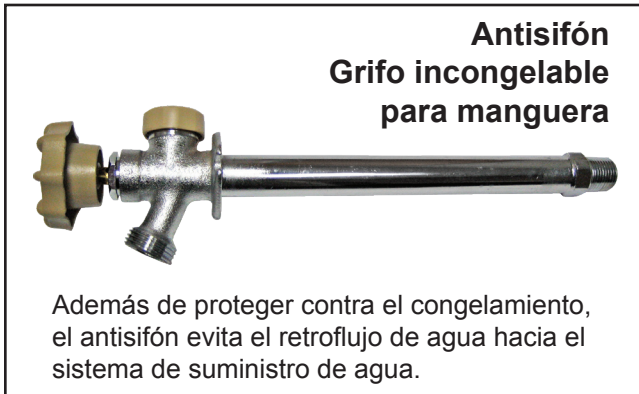 Antisifón
Grifo incongelable
para manguera
Además de proteger contra el congelamiento,
el antisifón evita el retroflujo de agua hacia el
sistema de suministro de agua.